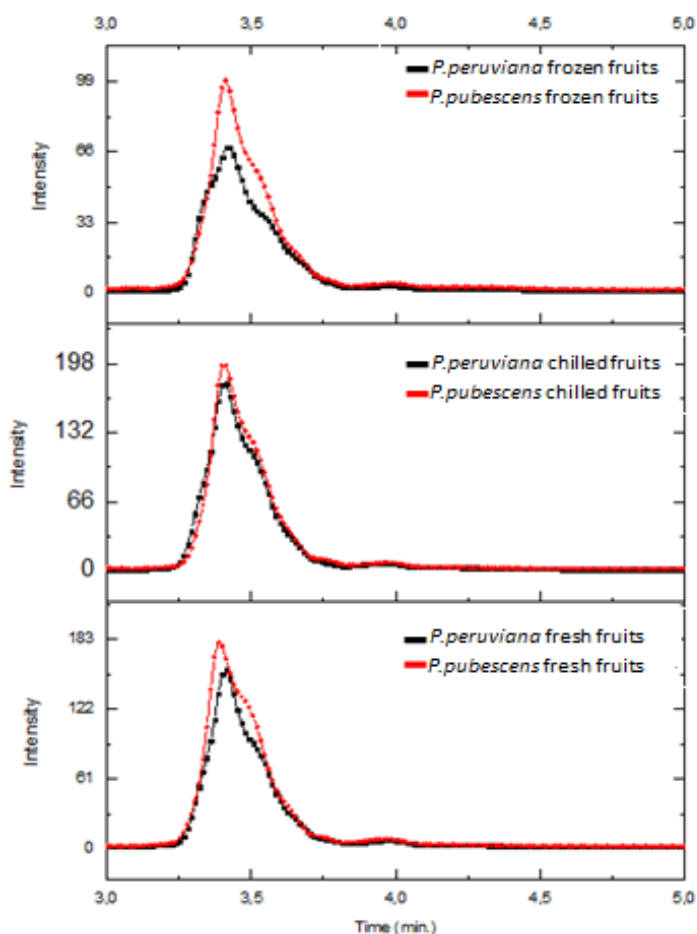 3,0 3,5 4,0 4,5 5,0
P.peruviana frozen fruits
P.pubescens frozen fruits
99
66
33
0
Intensity
P.peruviana chilled fruits
P.pubescens chilled fruits
198
132
66
0
Intensity
P.peruviana fresh fruits
P.pubescens fresh fruits
183
122
61
0
Intensity
3,0 3,5 4,0 4,5 5,0
Time (min.)